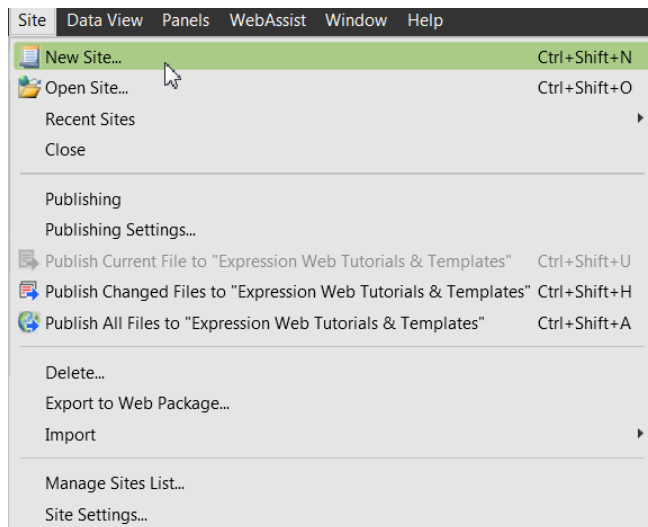 Site Data View Panels WebAssist Window Help
New Site... Ctrl+Shift+N
Open Site... Ctrl+Shift+O
Recent Sites
Close
Publishing
Publishing Settings...
Publish Current File to "Expression Web Tutorials & Templates" Ctrl+Shift+U
Publish Changed Files to "Expression Web Tutorials & Templates" Ctrl+Shift+H
Publish All Files to "Expression Web Tutorials & Templates" Ctrl+Shift+A
Delete...
Export to Web Package...
Import
Manage Sites List...
Site Settings...